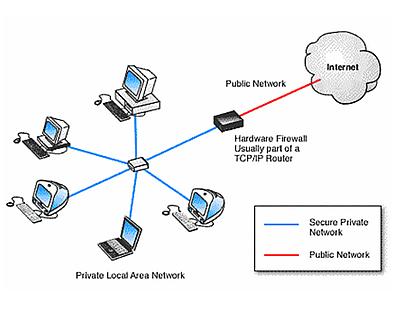 Internet
Public Network
Hardware Firewall
Usually part of a
TCP/IP Router
Secure Private
Network
Public Network
Private Local Area Network